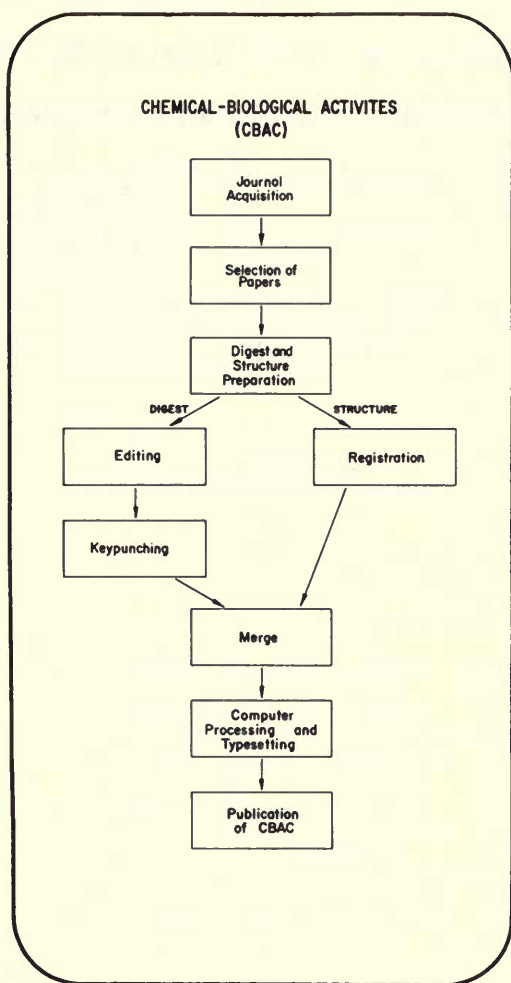 CHEMICAL-BIOLOGICAL ACTIVITES
(CBAC)
Journal
Acquisition
Selection of
Papers
Digest and
Structure
Preparation
DIGEST
STRUCTURE
Editing
Registration
Keypunching
Merge
Computer
Processing and
Typesetting
Publication
of CBAC